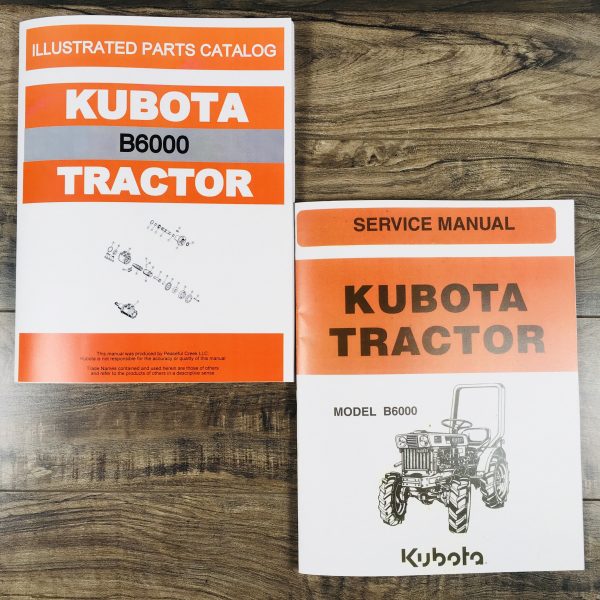 ILLUSTRATED PARTS CATALOG
KUBOTA
B6000
TRACTOR
This manual was produced by Peaceful Creek LLC.
Kubota is not responsible for the accuracy or quality of this manual
Trade Names contained and used herein are those of others
and refer to the products of others in a descriptive sense
SERVICE MANUAL
KUBOTA
TRACTOR
MODEL B6000
Kubota